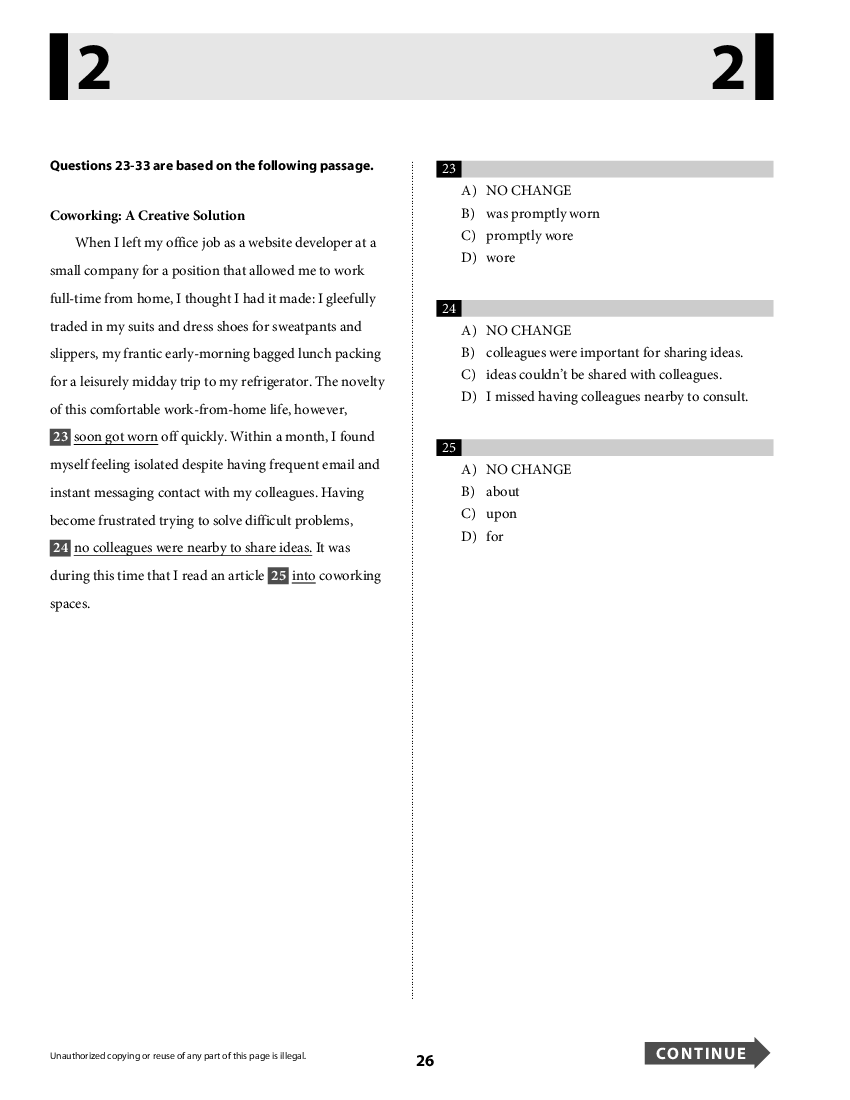 2 2
Questions 23-33 are based on the following passage.
Coworking: A Creative Solution
When I left my office job as a website developer at a
small company for a position that allowed me to work
full-time from home, I thought I had it made: I gleefully
traded in my suits and dress shoes for sweatpants and
slippers, my frantic early-morning bagged lunch packing
for a leisurely midday trip to my refrigerator. The novelty
of this comfortable work-from-home life, however,
23 soon got worn off quickly. Within a month, I found
myself feeling isolated despite having frequent email and
instant messaging contact with my colleagues. Having
become frustrated trying to solve difficult problems,
24 no colleagues were nearby to share ideas. It was
during this time that I read an article 25 into coworking
spaces.
23
A) NO CHANGE
B) was promptly worn
C) promptly wore
D) wore
24
A) NO CHANGE
B) colleagues were important for sharing ideas.
C) ideas couldn’t be shared with colleagues.
D) I missed having colleagues nearby to consult.
25
A) NO CHANGE
B) about
C) upon
D) for
Unauthorized copying or reuse of any part of this page is illegal.
26
CONTINUE